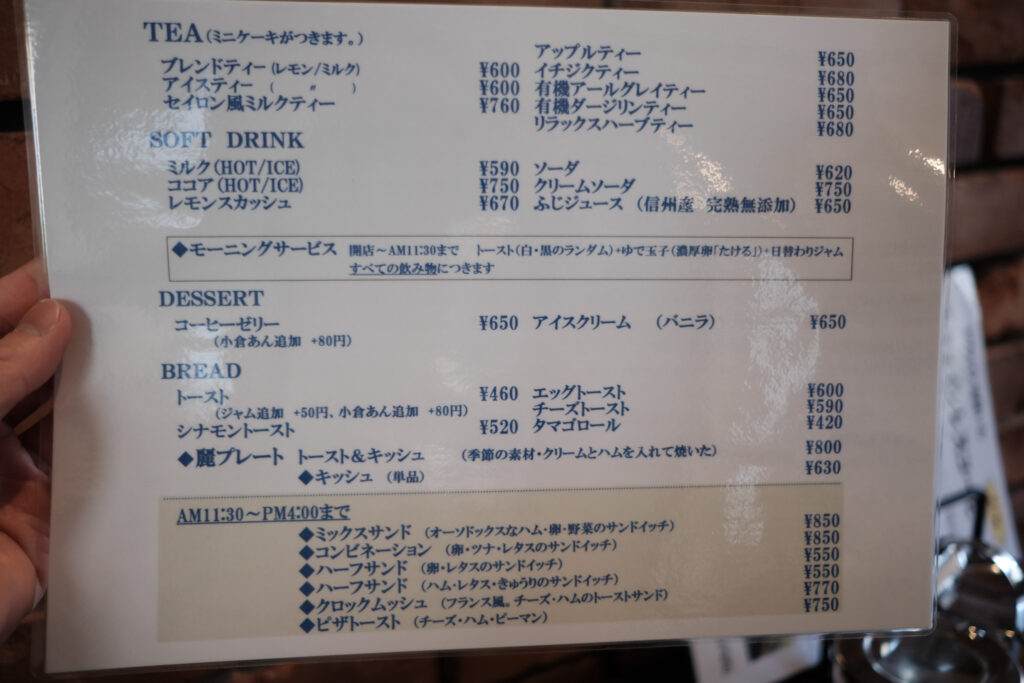 TEA(ミニケーキがつきます。)
ブレンドティー(レモン/ミルク) ¥600
アイスティー ( 〃 ) ¥600
セイロン風ミルクティー ¥760
アップルティー ¥650
イチジクティー ¥680
有機アールグレイティー ¥650
有機ダージリンティー ¥650
リラックスハーブティー ¥680
SOFT DRINK
ミルク(HOT/ICE) ¥590
ココア(HOT/ICE) ¥750
レモンスカッシュ ¥670
ソーダ ¥620
クリームソーダ ¥750
ふじジュース (信州産 完熟無添加) ¥650
◆モーニングサービス 開店～AM11:30まで トースト(白・黒のランダム)+ゆで玉子(濃厚卵「たける」)+日替わりジャム
すべての飲み物につきます
DESSERT
コーヒーゼリー ¥650
(小倉あん追加 +80円)
アイスクリーム (バニラ) ¥650
BREAD
トースト ¥460
(ジャム追加 +50円、小倉あん追加 +80円)
シナモントースト ¥520
エッグトースト ¥600
チーズトースト ¥590
タマゴロール ¥420
◆麗プレート トースト&キッシュ (季節の素材・クリームとハムを入れて焼いた) ¥800
◆キッシュ (単品) ¥630
AM11:30～PM4:00まで
◆ミックスサンド (オーソドックスなハム・卵・野菜のサンドイッチ) ¥850
◆コンビネーション (卵・ツナ・レタスのサンドイッチ) ¥850
◆ハーフサンド (卵・レタスのサンドイッチ) ¥550
◆ハーフサンド (ハム・レタス・きゅうりのサンドイッチ) ¥550
◆クロックムッシュ (フランス風。チーズ・ハムのトーストサンド) ¥770
◆ピザトースト (チーズ・ハム・ピーマン) ¥750